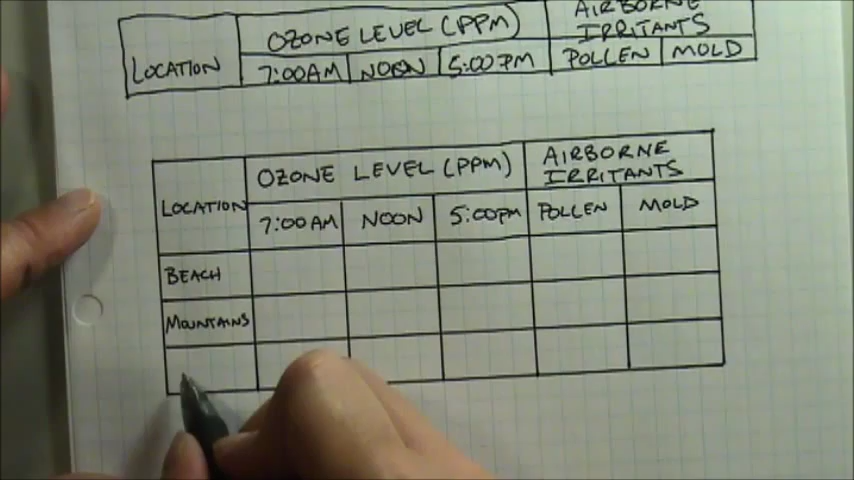 OZONE LEVEL (PPM)
AIRBORNE
IRRITANTS
LOCATION
7:00AM
NOON
5:00PM
POLLEN
MOLD
OZONE LEVEL (PPM)
AIRBORNE
IRRITANTS
LOCATION
7:00AM
NOON
5:00PM
POLLEN
MOLD
BEACH
MOUNTAINS